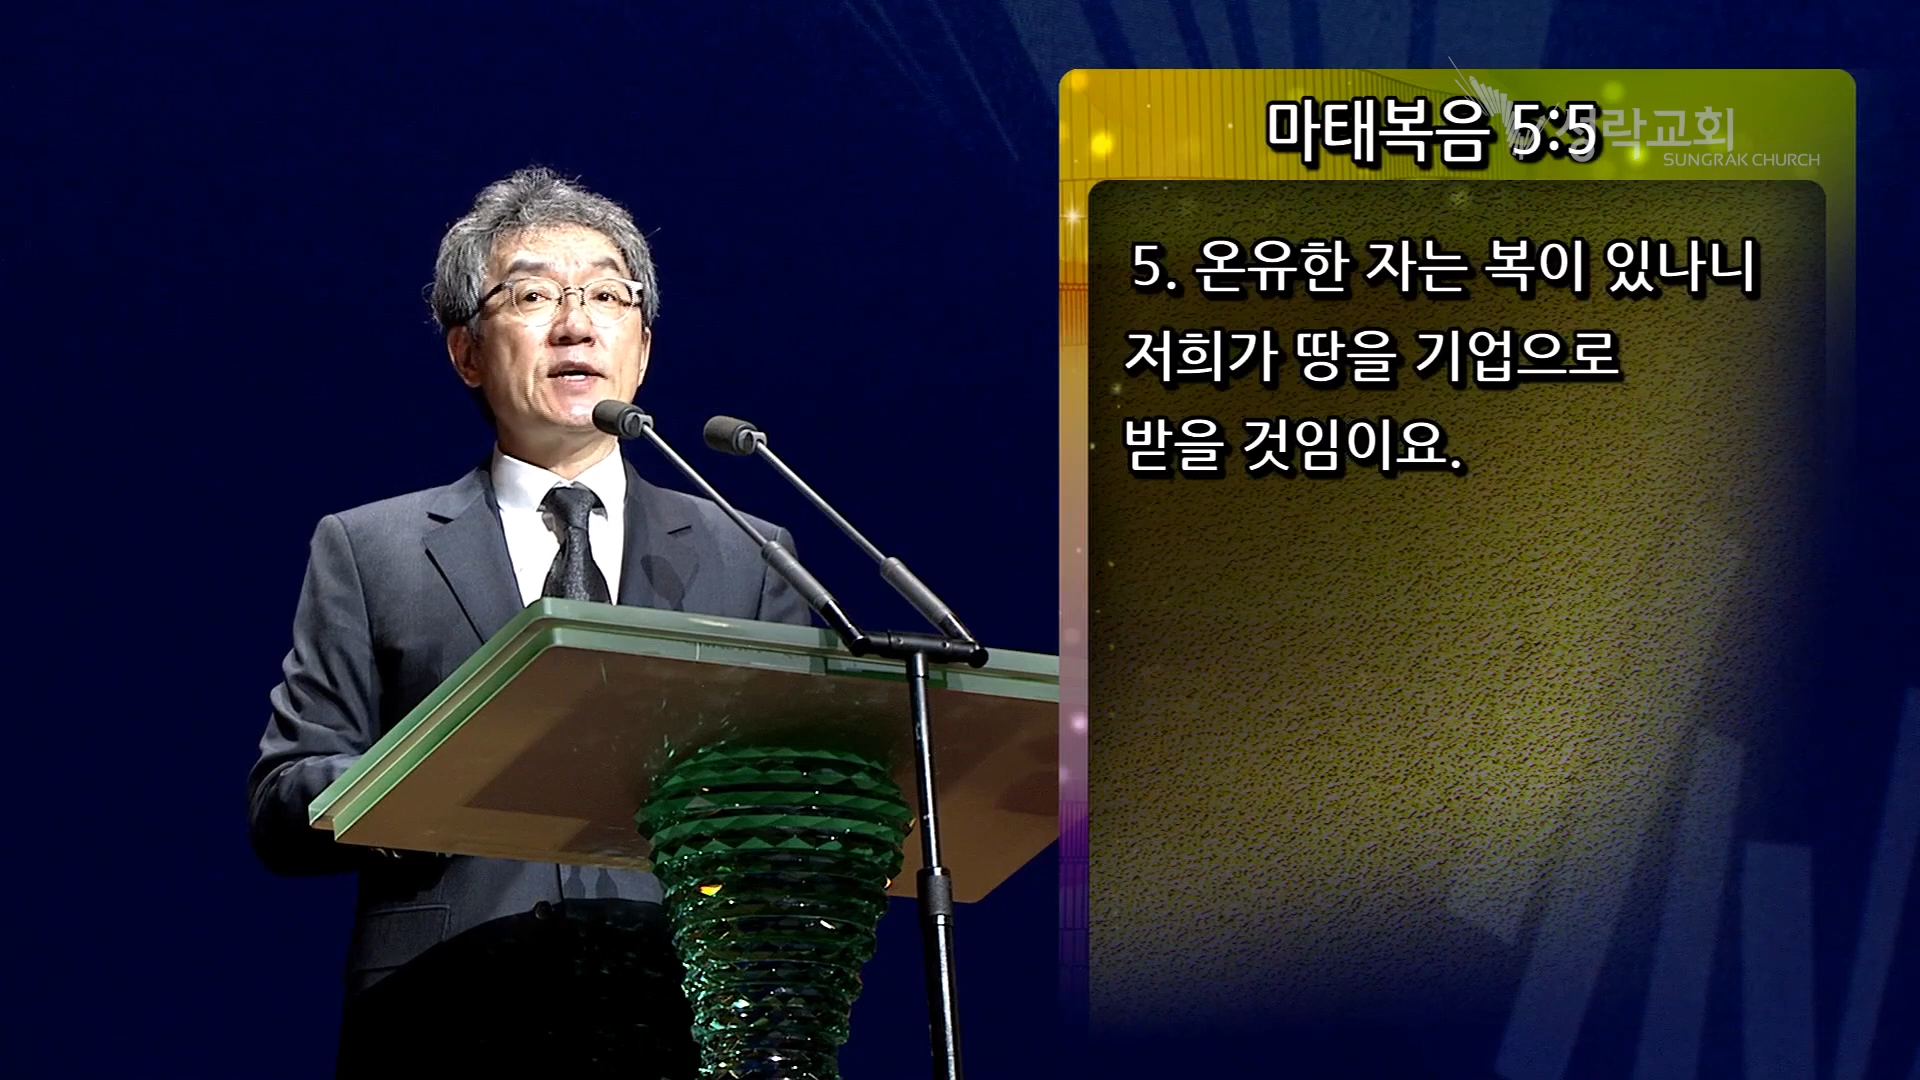 마태복음 5:5
성락교회
SUNGRAK CHURCH
5. 온유한 자는 복이 있나니
저희가 땅을 기업으로
받을 것임이요.